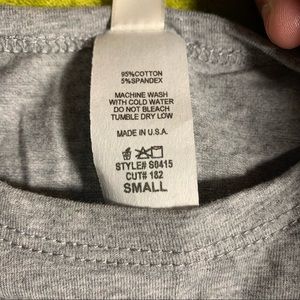 95%COTTON
5%SPANDEX
MACHINE WASH
WITH COLD WATER
DO NOT BLEACH
TUMBLE DRY LOW
MADE IN U.S.A.
STYLE# S0415
CUT# 182
SMALL